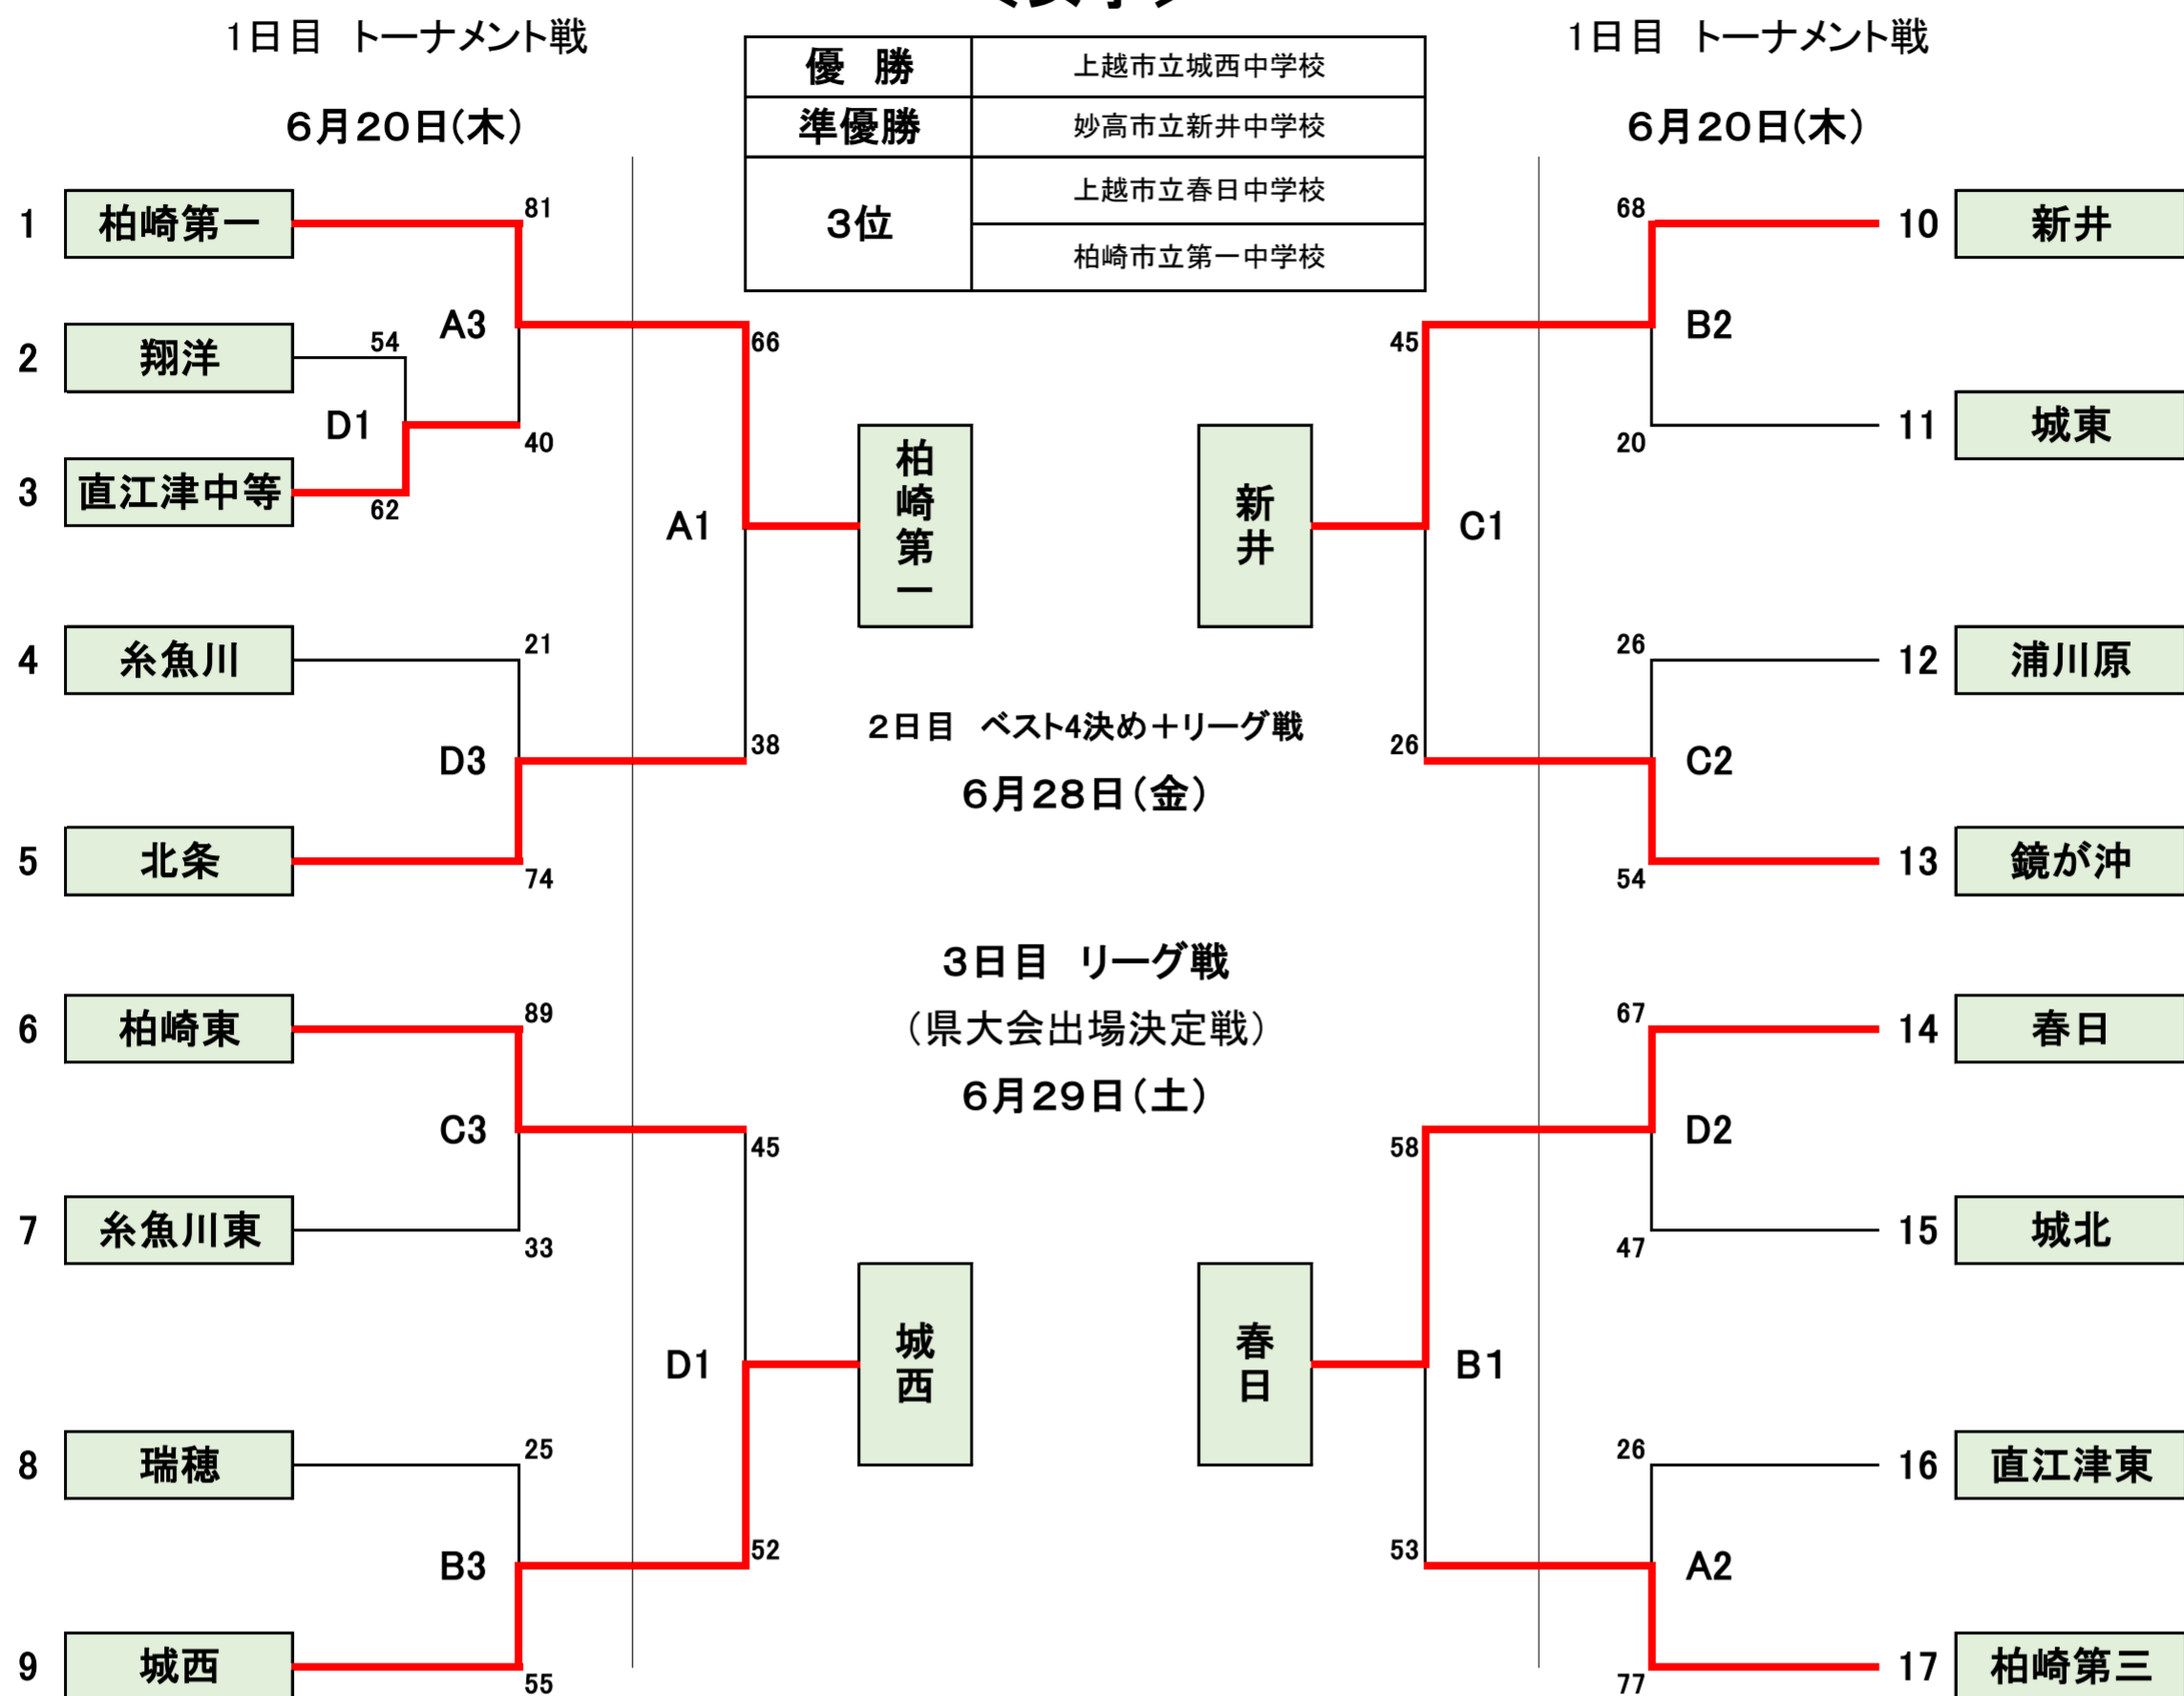 1日目 トーナメント戦
6月20日(木)
優 勝 上越市立城西中学校
準優勝 妙高市立新井中学校
3位 上越市立春日中学校
柏崎市立第一中学校
1日目 トーナメント戦
6月20日(木)
1 柏崎第一 81
A3
2 翔洋 54
D1
40
3 直江津中等 62
66
A1
38
柏崎第一
4 糸魚川 21
D3
5 北条 74
6 柏崎東 89
C3
7 糸魚川東 33
45
D1
52
城西
8 瑞穂 25
B3
9 城西 55
2日目 ベスト4決め+リーグ戦
6月28日(金)
3日目 リーグ戦
(県大会出場決定戦)
6月29日(土)
68 10 新井
B2
20 11 城東
45
C1
26
新井
26 12 浦川原
C2
54 13 鏡が沖
67 14 春日
D2
47 15 城北
58
B1
53
春日
26 16 直江津東
A2
77 17 柏崎第三